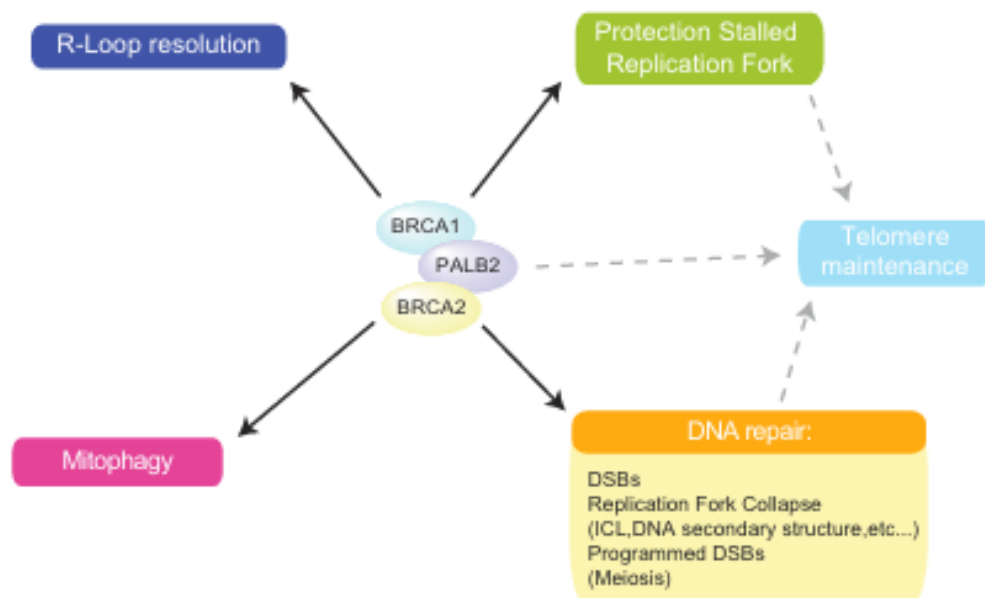 R-Loop resolution
Protection Stalled
Replication Fork
BRCA1
PALB2
BRCA2
Telomere
maintenance
Mitophagy
DNA repair:
DSBs
Replication Fork Collapse
(ICL,DNA secondary structure,etc...)
Programmed DSBs
(Meiosis)